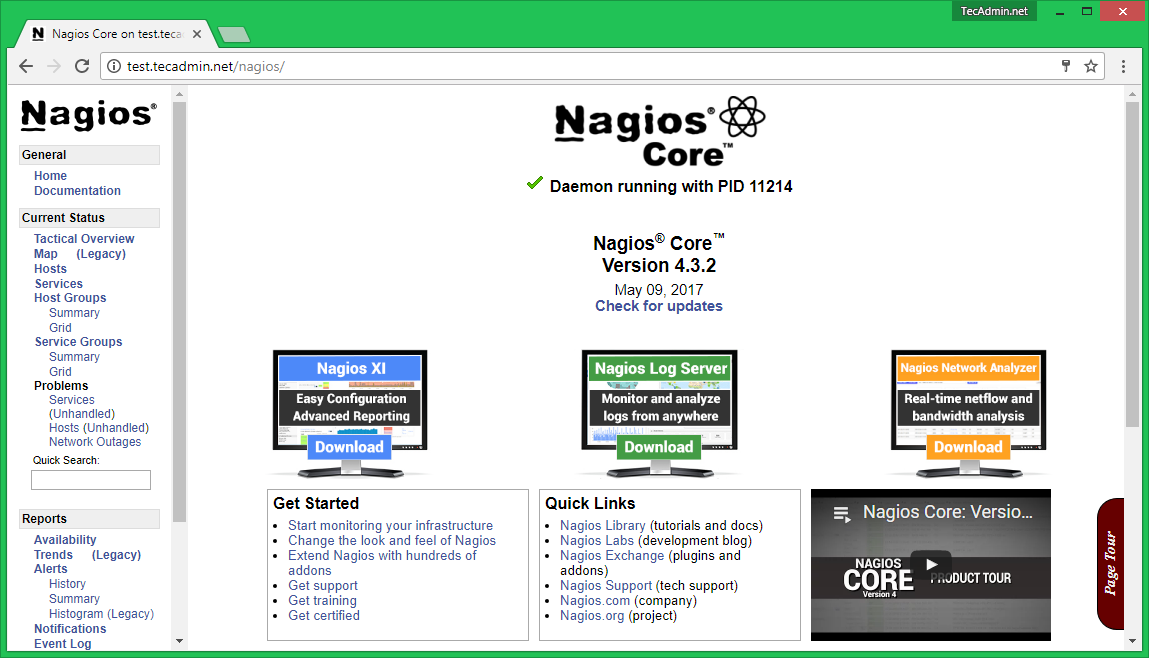 TecAdmin.net
Nagios Core on test.teca
test.tecadmin.net/nagios/
Nagios®
General
Home
Documentation
Current Status
Tactical Overview
Map (Legacy)
Hosts
Services
Host Groups
Summary
Grid
Service Groups
Summary
Grid
Problems
Services
(Unhandled)
Hosts (Unhandled)
Network Outages
Quick Search:
Reports
Availability
Trends (Legacy)
Alerts
History
Summary
Histogram (Legacy)
Notifications
Event Log
Nagios®
Core™
Daemon running with PID 11214
Nagios® Core™
Version 4.3.2
May 09, 2017
Check for updates
Nagios XI
Easy Configuration
Advanced Reporting
Download
Nagios Log Server
Monitor and analyze
logs from anywhere
Download
Nagios Network Analyzer
Real-time netflow and
bandwidth analysis
Download
Get Started
• Start monitoring your infrastructure
• Change the look and feel of Nagios
• Extend Nagios with hundreds of
addons
• Get support
• Get training
• Get certified
Quick Links
• Nagios Library (tutorials and docs)
• Nagios Labs (development blog)
• Nagios Exchange (plugins and
addons)
• Nagios Support (tech support)
• Nagios.com (company)
• Nagios.org (project)
Nagios Core: Versio...
NAGIOS
CORE
Version 4
PRODUCT TOUR
Page Tour